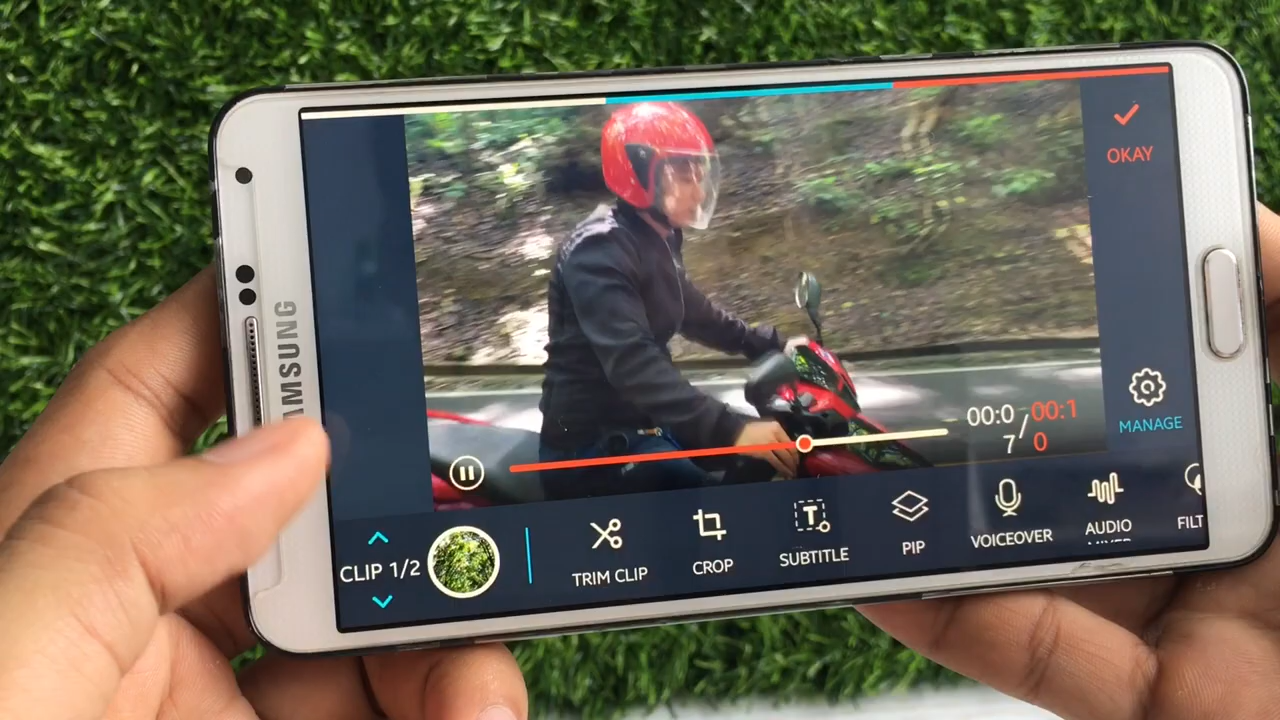 OKAY
00:0 7 / 00:1 0
MANAGE
CLIP 1/2
TRIM CLIP
CROP
T
SUBTITLE
PIP
VOICEOVER
AUDIO
FILT
AMSUNG